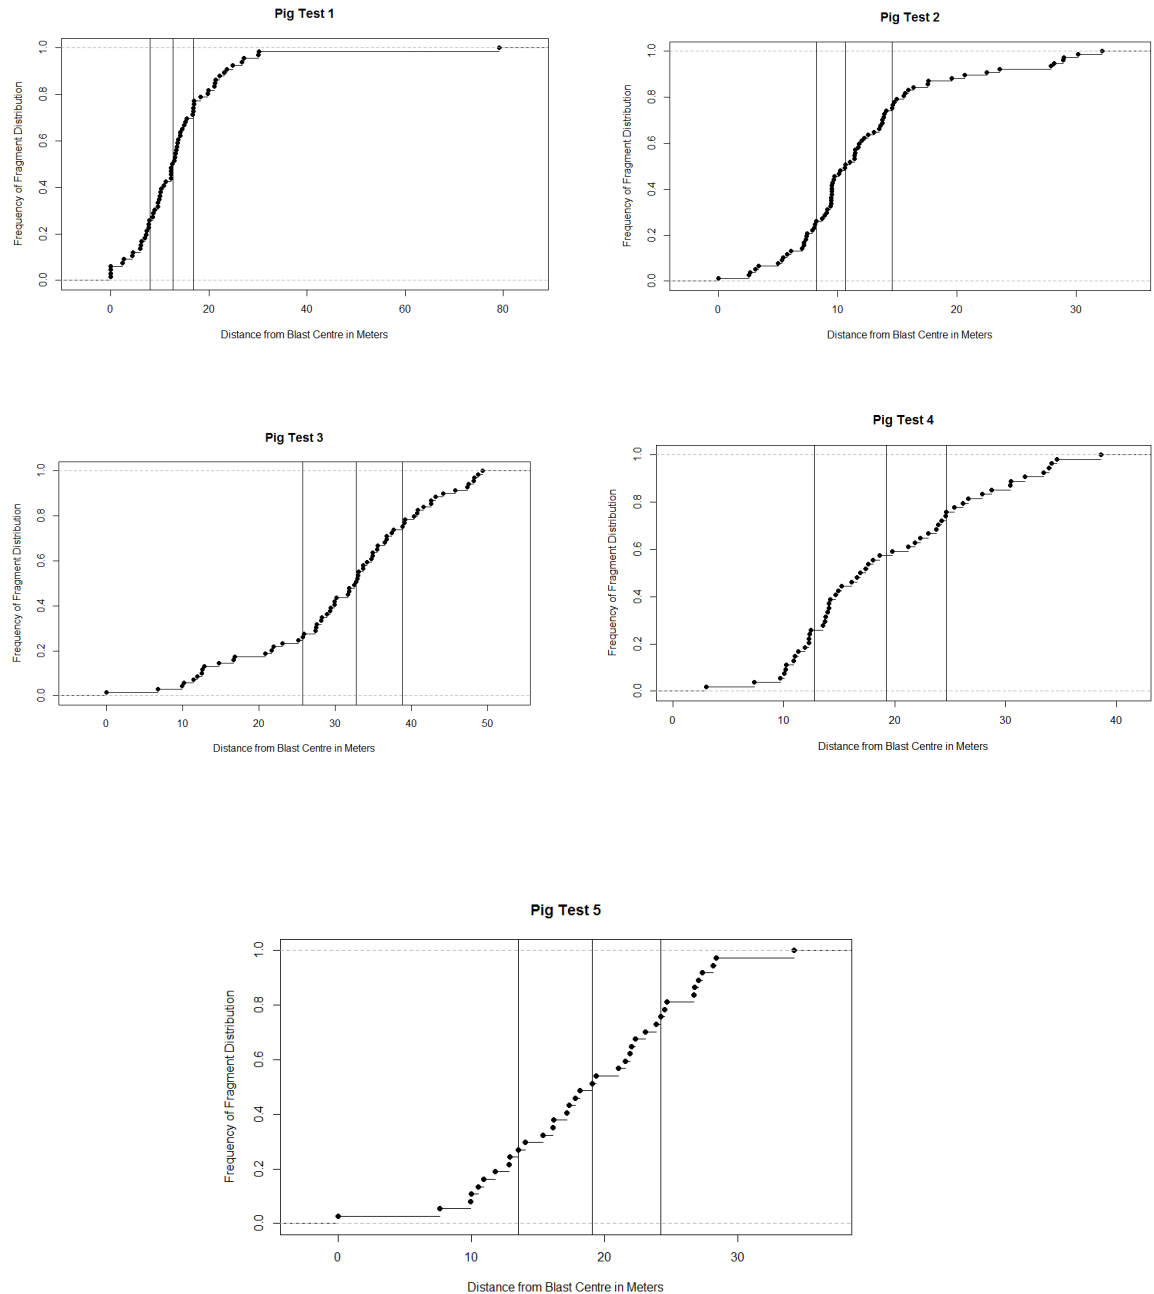 Pig Test 1
Frequency of Fragment Distribution
0.0 0.2 0.4 0.6 0.8 1.0
0 20 40 60 80
Distance from Blast Centre in Meters
Pig Test 2
Frequency of Fragment Distribution
0.0 0.2 0.4 0.6 0.8 1.0
0 10 20 30
Distance from Blast Centre in Meters
Pig Test 3
Frequency of Fragment Distribution
0.0 0.2 0.4 0.6 0.8 1.0
0 10 20 30 40 50
Distance from Blast Centre in Meters
Pig Test 4
Frequency of Fragment Distribution
0.0 0.2 0.4 0.6 0.8 1.0
0 10 20 30 40
Distance from Blast Centre in Meters
Pig Test 5
Frequency of Fragment Distribution
0.0 0.2 0.4 0.6 0.8 1.0
0 10 20 30
Distance from Blast Centre in Meters